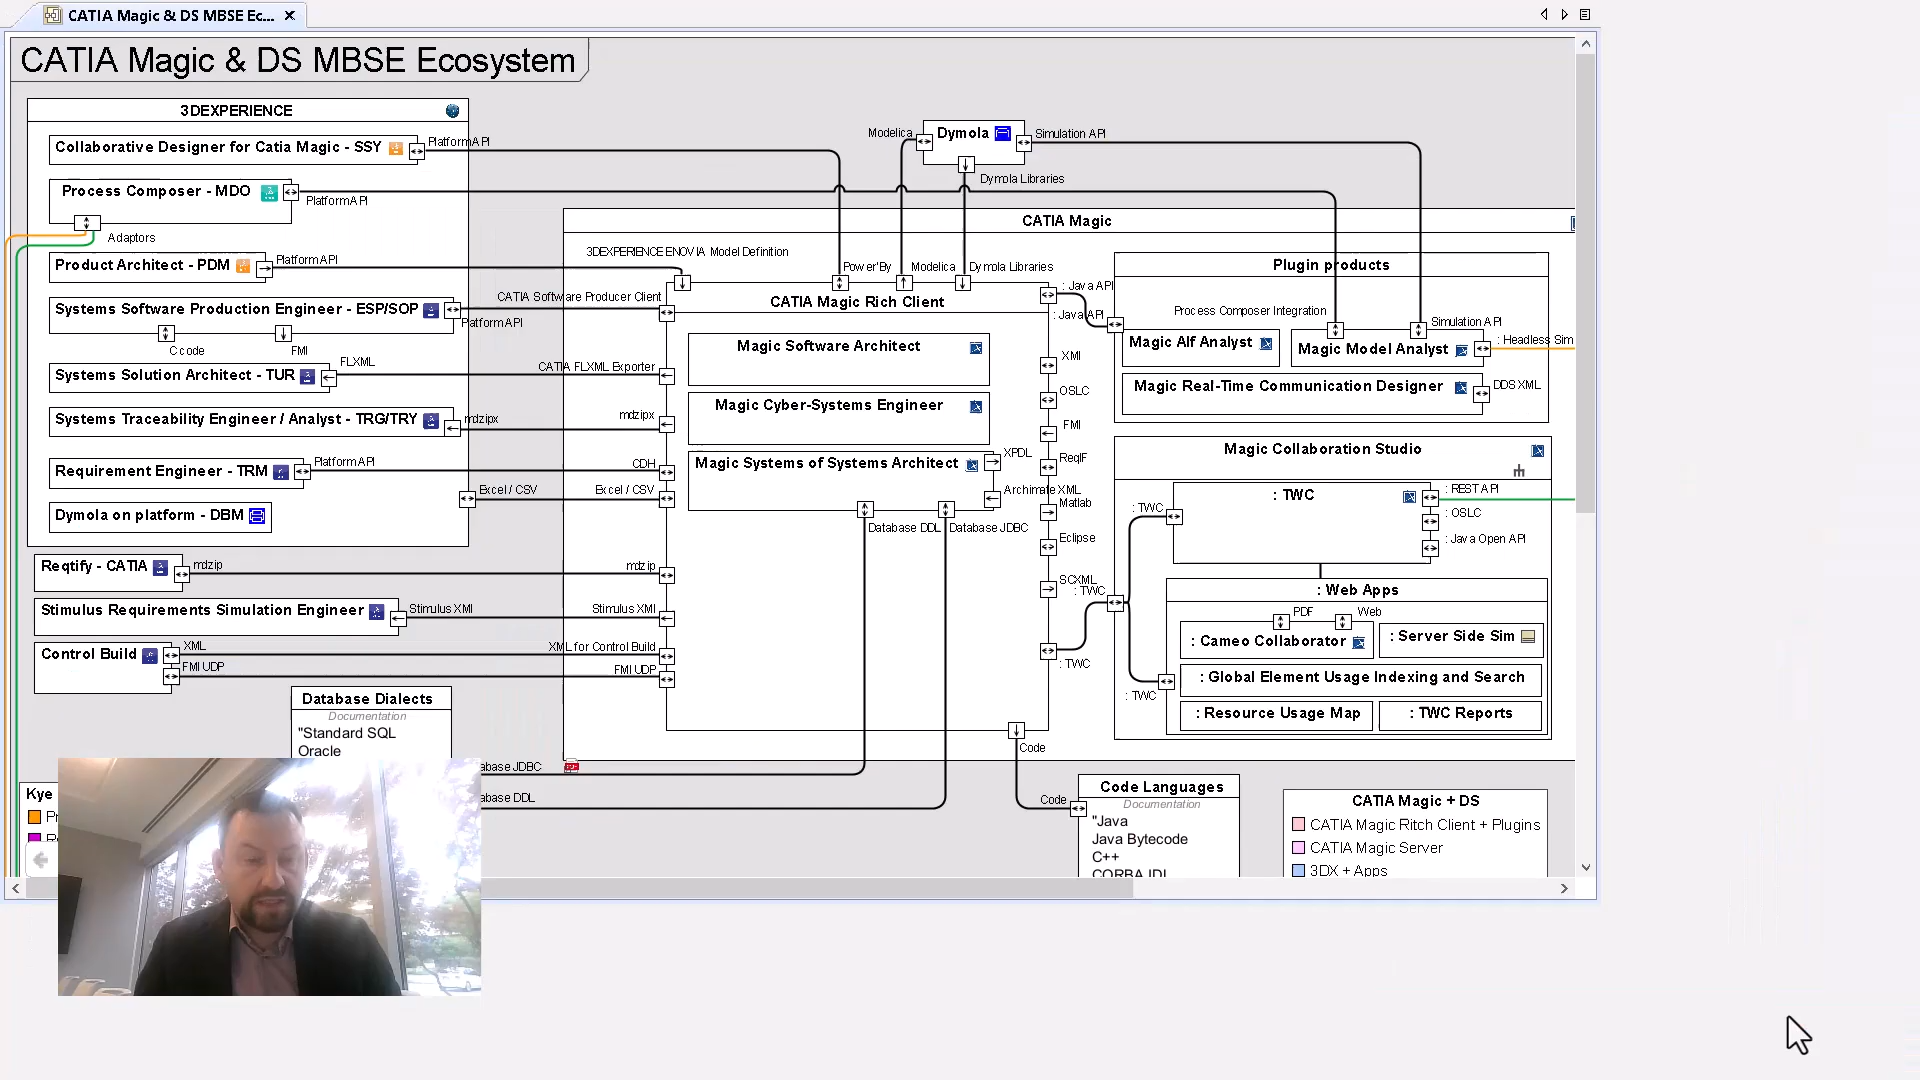 CATIA Magic & DS MBSE Ec...
CATIA Magic & DS MBSE Ecosystem
3DEXPERIENCE
Collaborative Designer for Catia Magic - SSY
PlatformAPI
Process Composer - MDO
PlatformAPI
Adaptors
Product Architect - PDM
PlatformAPI
Systems Software Production Engineer - ESP/SOP
PlatformAPI
C code
FMI
Systems Solution Architect - TUR
FLXML
Systems Traceability Engineer / Analyst - TRG/TRY
mdzipx
Requirement Engineer - TRM
PlatformAPI
Excel / CSV
Dymola on platform - DBM
Reqtify - CATIA
mdzip
Stimulus Requirements Simulation Engineer
Stimulus XMI
Control Build
XML
FMI UDP
Database Dialects
Documentation
"Standard SQL
Oracle
Kye
Modelica
Dymola
Simulation API
Dymola Libraries
CATIA Magic
3DEXPERIENCE ENOVIA Model Definition
Power'By
Modelica
Dymola Libraries
CATIA Software Producer Client
CATIA FLXML Exporter
mdzipx
CDH
Excel / CSV
mdzip
Stimulus XMI
XML for Control Build
FMI UDP
CATIA Magic Rich Client
Magic Software Architect
Magic Cyber-Systems Engineer
Magic Systems of Systems Architect
XPDL
Archimate XML
Database DDL
Database JDBC
: Java API
: Java API
XMI
OSLC
FMI
ReqIF
Matlab
Eclipse
SCXML
: TWC
: TWC
Code
Plugin products
Process Composer Integration
Simulation API
Magic Alf Analyst
Magic Model Analyst
: Headless Sim
Magic Real-Time Communication Designer
DDS XML
Magic Collaboration Studio
: TWC
: TWC
: REST API
: OSLC
: Java Open API
: Web Apps
PDF
Web
: Cameo Collaborator
: Server Side Sim
: Global Element Usage Indexing and Search
: TWC
: Resource Usage Map
: TWC Reports
abase JDBC
abase DDL
Code
Code Languages
Documentation
"Java
Java Bytecode
C++
CORBA IDL
CATIA Magic + DS
CATIA Magic Ritch Client + Plugins
CATIA Magic Server
3DX + Apps